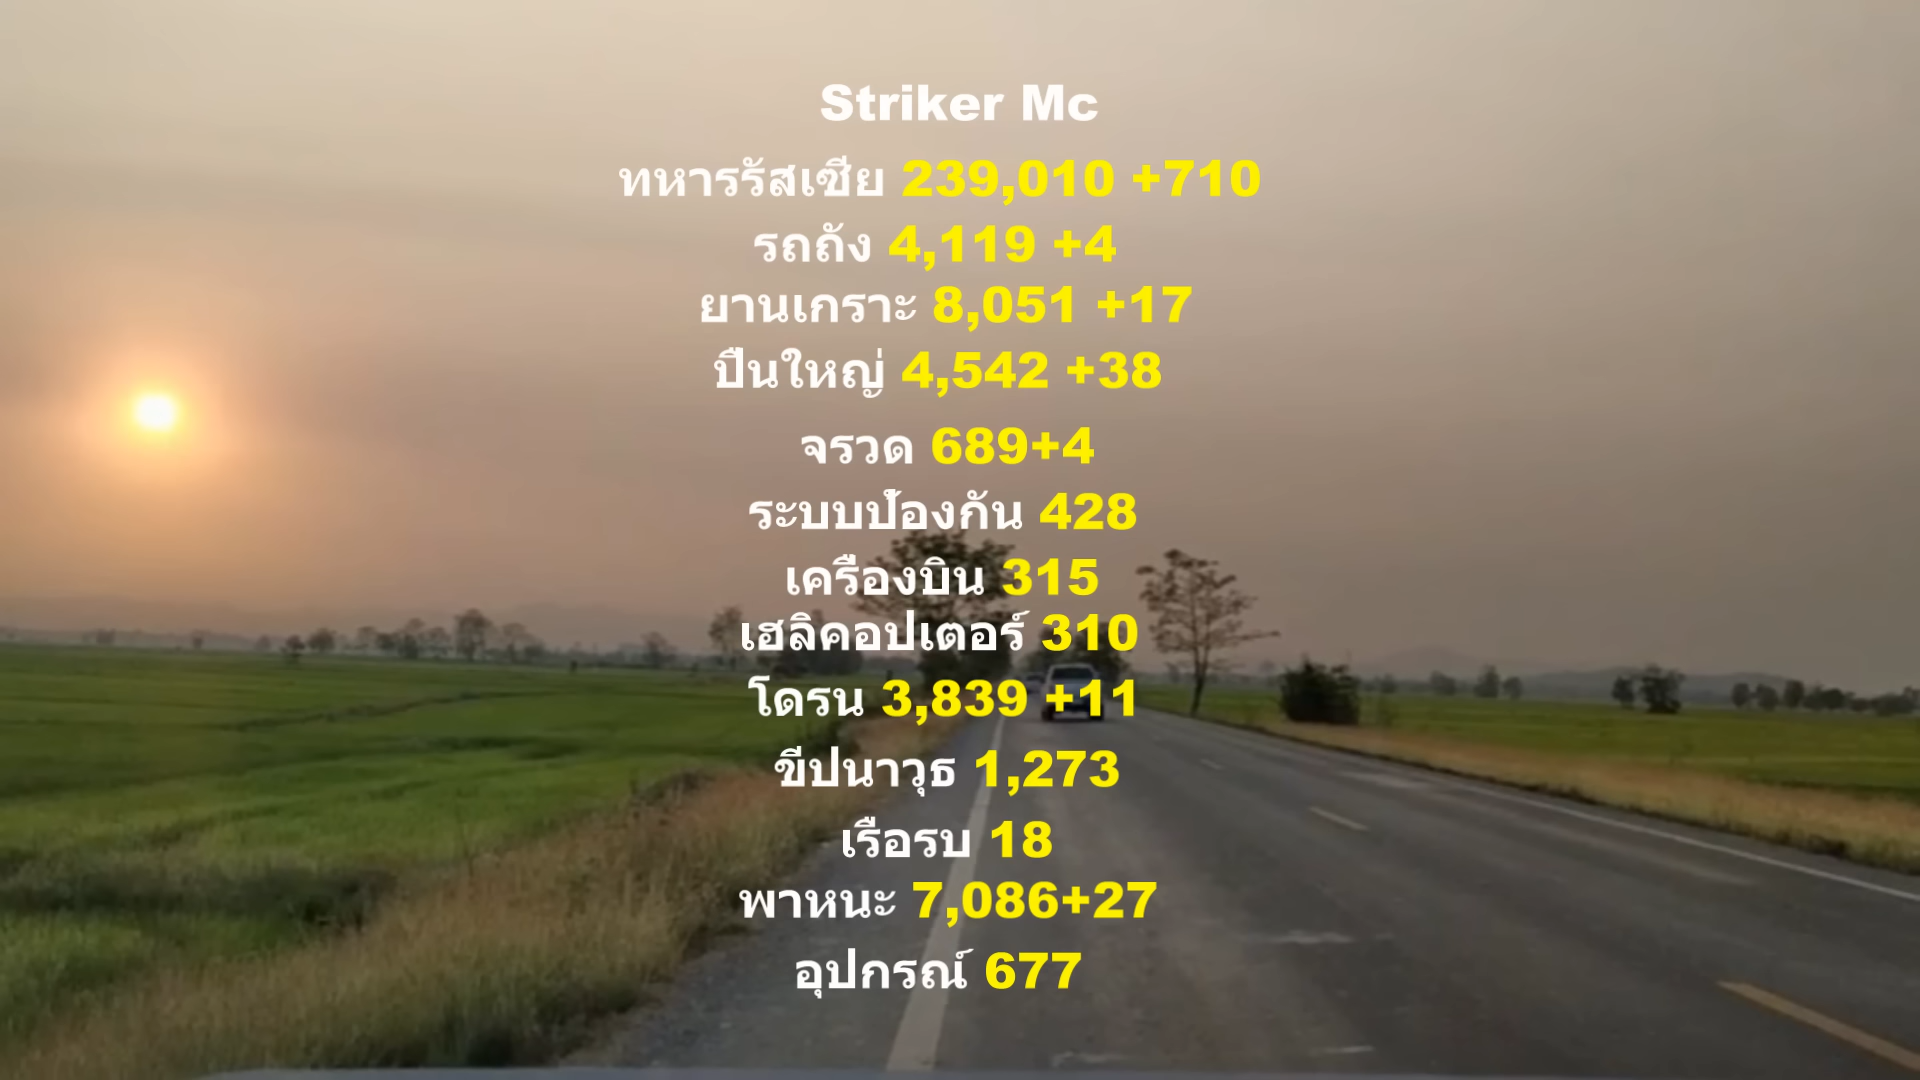 Striker Mc
ทหารรัสเซีย 239,010 +710
รถถัง 4,119 +4
ยานเกราะ 8,051 +17
ปืนใหญ่ 4,542 +38
จรวด 689+4
ระบบป้องกัน 428
เครื่องบิน 315
เฮลิคอปเตอร์ 310
โดรน 3,839 +11
ขีปนาวุธ 1,273
เรือรบ 18
พาหนะ 7,086+27
อุปกรณ์ 677